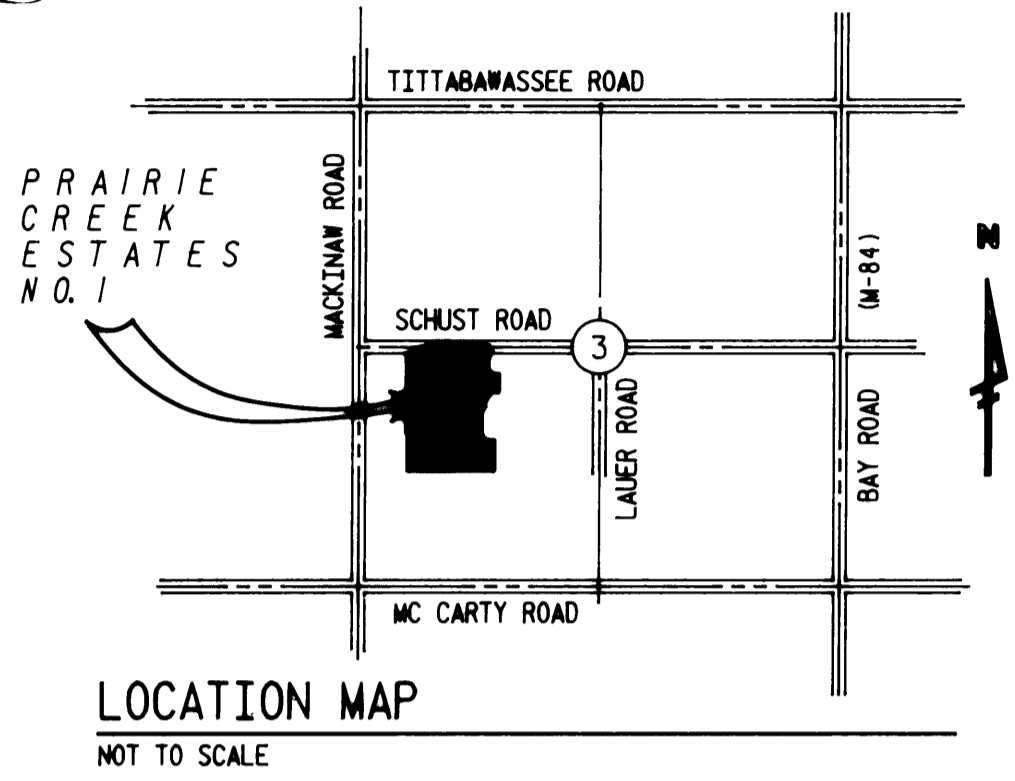 TITTABAWASSEE ROAD
PRAIRIE
CREEK
ESTATES
NO. 1
MACKINAW ROAD
(M-84)
N
SCHUST ROAD
3
LAUER ROAD
BAY ROAD
MC CARTY ROAD
LOCATION MAP
NOT TO SCALE